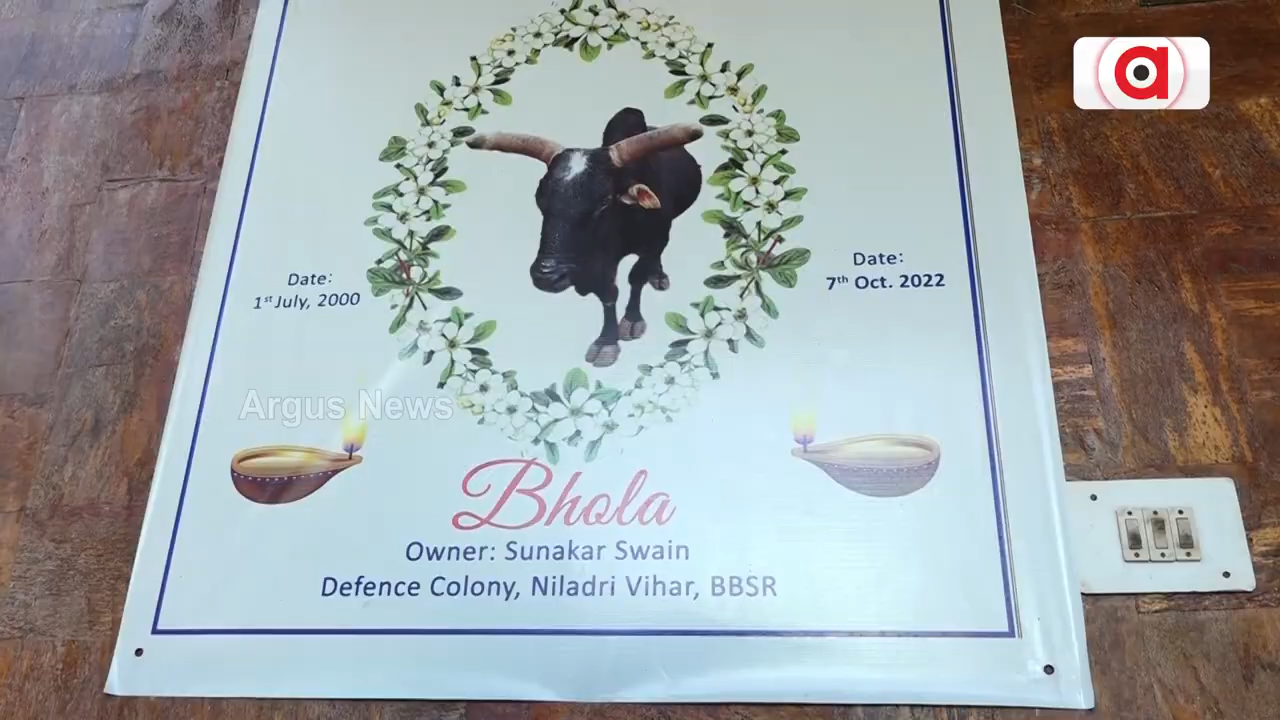 a
Date:
1st July, 2000
Date:
7th Oct. 2022
Argus News
Bhola
Owner: Sunakar Swain
Defence Colony, Niladri Vihar, BBSR